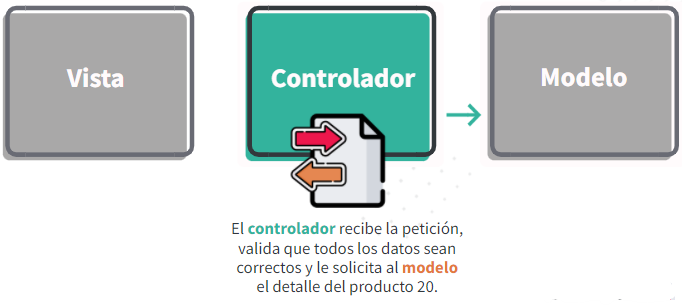 Vista
Controlador
Modelo
El controlador recibe la petición,
valida que todos los datos sean
correctos y le solicita al modelo
el detalle del producto 20.